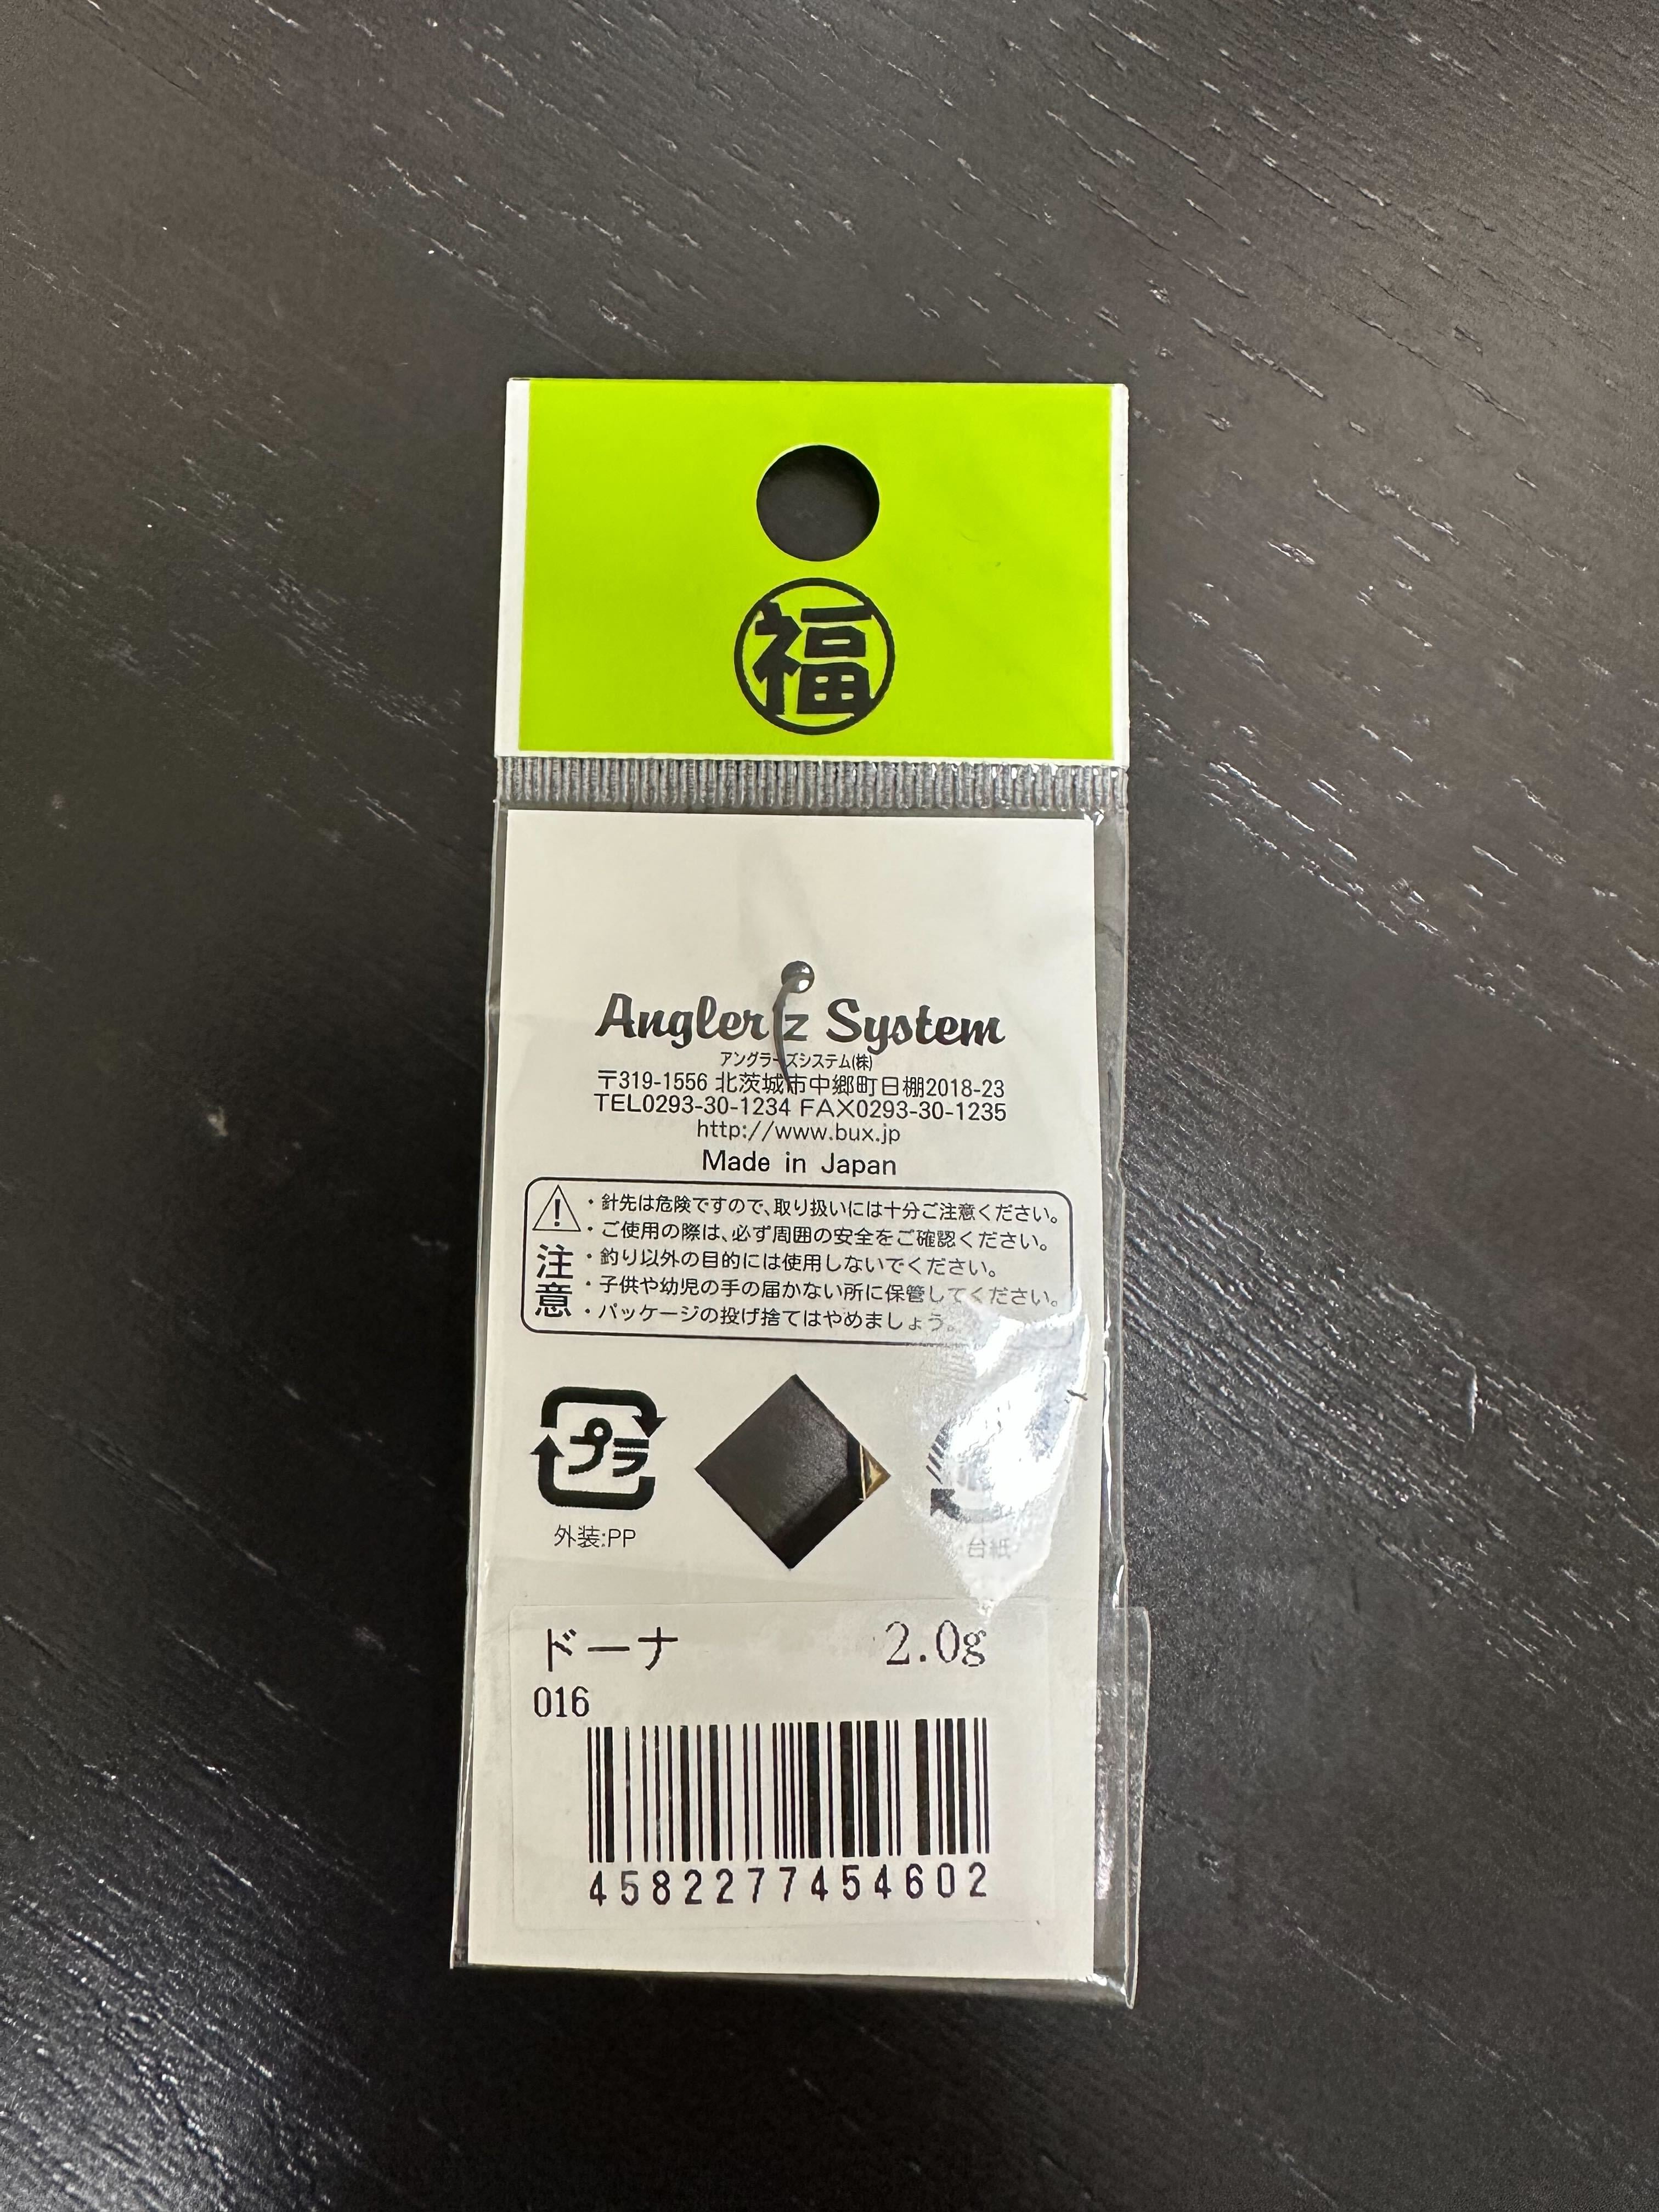 福
Angler'z System
アングラーズシステム(株)
〒319-1556 北茨城市中郷町日棚2018-23
TEL0293-30-1234 FAX0293-30-1235
http://www.bux.jp
Made in Japan
注意
・針先は危険ですので、取り扱いには十分ご注意ください。
・ご使用の際は、必ず周囲の安全をご確認ください。
・釣り以外の目的には使用しないでください。
・子供や幼児の手の届かない所に保管してください。
・パッケージの投げ捨てはやめましょう。
プラ
外装:PP
台紙
ドーナ 2.0g
016
4582277454602